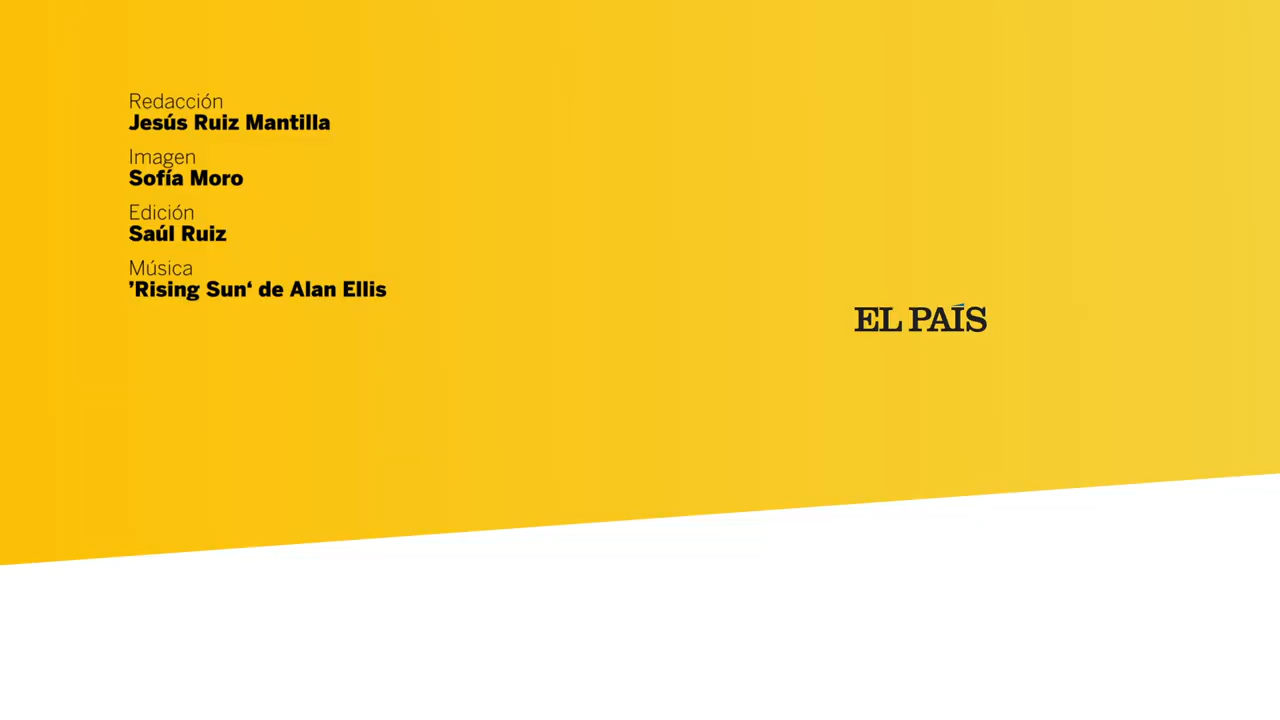 Redacción
Jesús Ruiz Mantilla
Imagen
Sofía Moro
Edición
Saúl Ruiz
Música
’Rising Sun‘ de Alan Ellis
EL PAÍS